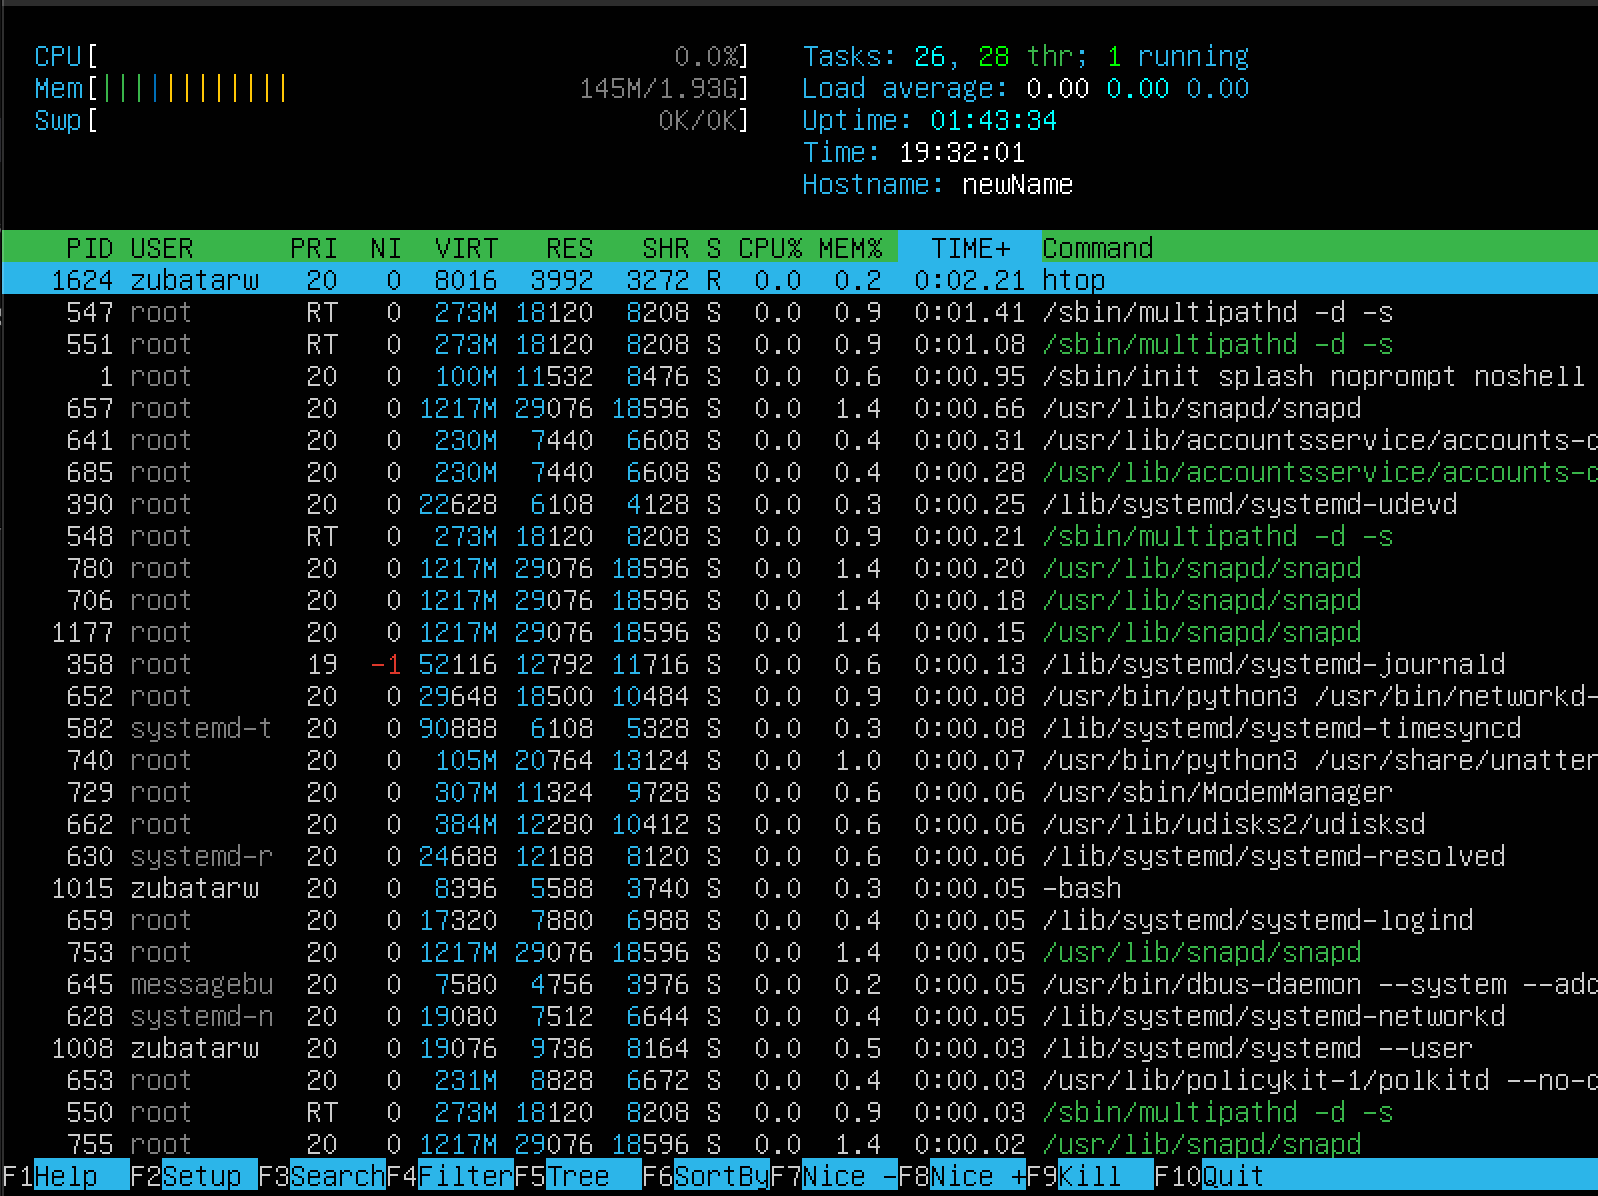 CPU[ 0.0%] Tasks: 26, 28 thr; 1 running
Mem[||||||||||||| 145M/1.93G] Load average: 0.00 0.00 0.00
Swp[ 0K/0K] Uptime: 01:43:34
Time: 19:32:01
Hostname: newName
PID USER PRI NI VIRT RES SHR S CPU% MEM% TIME+ Command
1624 zubatarw 20 0 8016 3992 3272 R 0.0 0.2 0:02.21 htop
547 root RT 0 273M 18120 8208 S 0.0 0.9 0:01.41 /sbin/multipathd -d -s
551 root RT 0 273M 18120 8208 S 0.0 0.9 0:01.08 /sbin/multipathd -d -s
1 root 20 0 100M 11532 8476 S 0.0 0.6 0:00.95 /sbin/init splash noprompt noshell
657 root 20 0 1217M 29076 18596 S 0.0 1.4 0:00.66 /usr/lib/snapd/snapd
641 root 20 0 230M 7440 6608 S 0.0 0.4 0:00.31 /usr/lib/accountsservice/accounts-c
685 root 20 0 230M 7440 6608 S 0.0 0.4 0:00.28 /usr/lib/accountsservice/accounts-c
390 root 20 0 22628 6108 4128 S 0.0 0.3 0:00.25 /lib/systemd/systemd-udevd
548 root RT 0 273M 18120 8208 S 0.0 0.9 0:00.21 /sbin/multipathd -d -s
780 root 20 0 1217M 29076 18596 S 0.0 1.4 0:00.20 /usr/lib/snapd/snapd
706 root 20 0 1217M 29076 18596 S 0.0 1.4 0:00.18 /usr/lib/snapd/snapd
1177 root 20 0 1217M 29076 18596 S 0.0 1.4 0:00.15 /usr/lib/snapd/snapd
358 root 19 -1 52116 12792 11716 S 0.0 0.6 0:00.13 /lib/systemd/systemd-journald
652 root 20 0 29648 18500 10484 S 0.0 0.9 0:00.08 /usr/bin/python3 /usr/bin/networkd-
582 systemd-t 20 0 90888 6108 5328 S 0.0 0.3 0:00.08 /lib/systemd/systemd-timesyncd
740 root 20 0 105M 20764 13124 S 0.0 1.0 0:00.07 /usr/bin/python3 /usr/share/unatter
729 root 20 0 307M 11324 9728 S 0.0 0.6 0:00.06 /usr/sbin/ModemManager
662 root 20 0 384M 12280 10412 S 0.0 0.6 0:00.06 /usr/lib/udisks2/udisksd
630 systemd-r 20 0 24688 12188 8120 S 0.0 0.6 0:00.06 /lib/systemd/systemd-resolved
1015 zubatarw 20 0 8396 5588 3740 S 0.0 0.3 0:00.05 -bash
659 root 20 0 17320 7880 6988 S 0.0 0.4 0:00.05 /lib/systemd/systemd-logind
753 root 20 0 1217M 29076 18596 S 0.0 1.4 0:00.05 /usr/lib/snapd/snapd
645 messagebu 20 0 7580 4756 3976 S 0.0 0.2 0:00.05 /usr/bin/dbus-daemon --system --adc
628 systemd-n 20 0 19080 7512 6644 S 0.0 0.4 0:00.05 /lib/systemd/systemd-networkd
1008 zubatarw 20 0 19076 9736 8164 S 0.0 0.5 0:00.03 /lib/systemd/systemd --user
653 root 20 0 231M 8828 6672 S 0.0 0.4 0:00.03 /usr/lib/policykit-1/polkitd --no-c
550 root RT 0 273M 18120 8208 S 0.0 0.9 0:00.03 /sbin/multipathd -d -s
755 root 20 0 1217M 29076 18596 S 0.0 1.4 0:00.02 /usr/lib/snapd/snapd
F1Help F2Setup F3SearchF4FilterF5Tree F6SortByF7Nice -F8Nice +F9Kill F10Quit